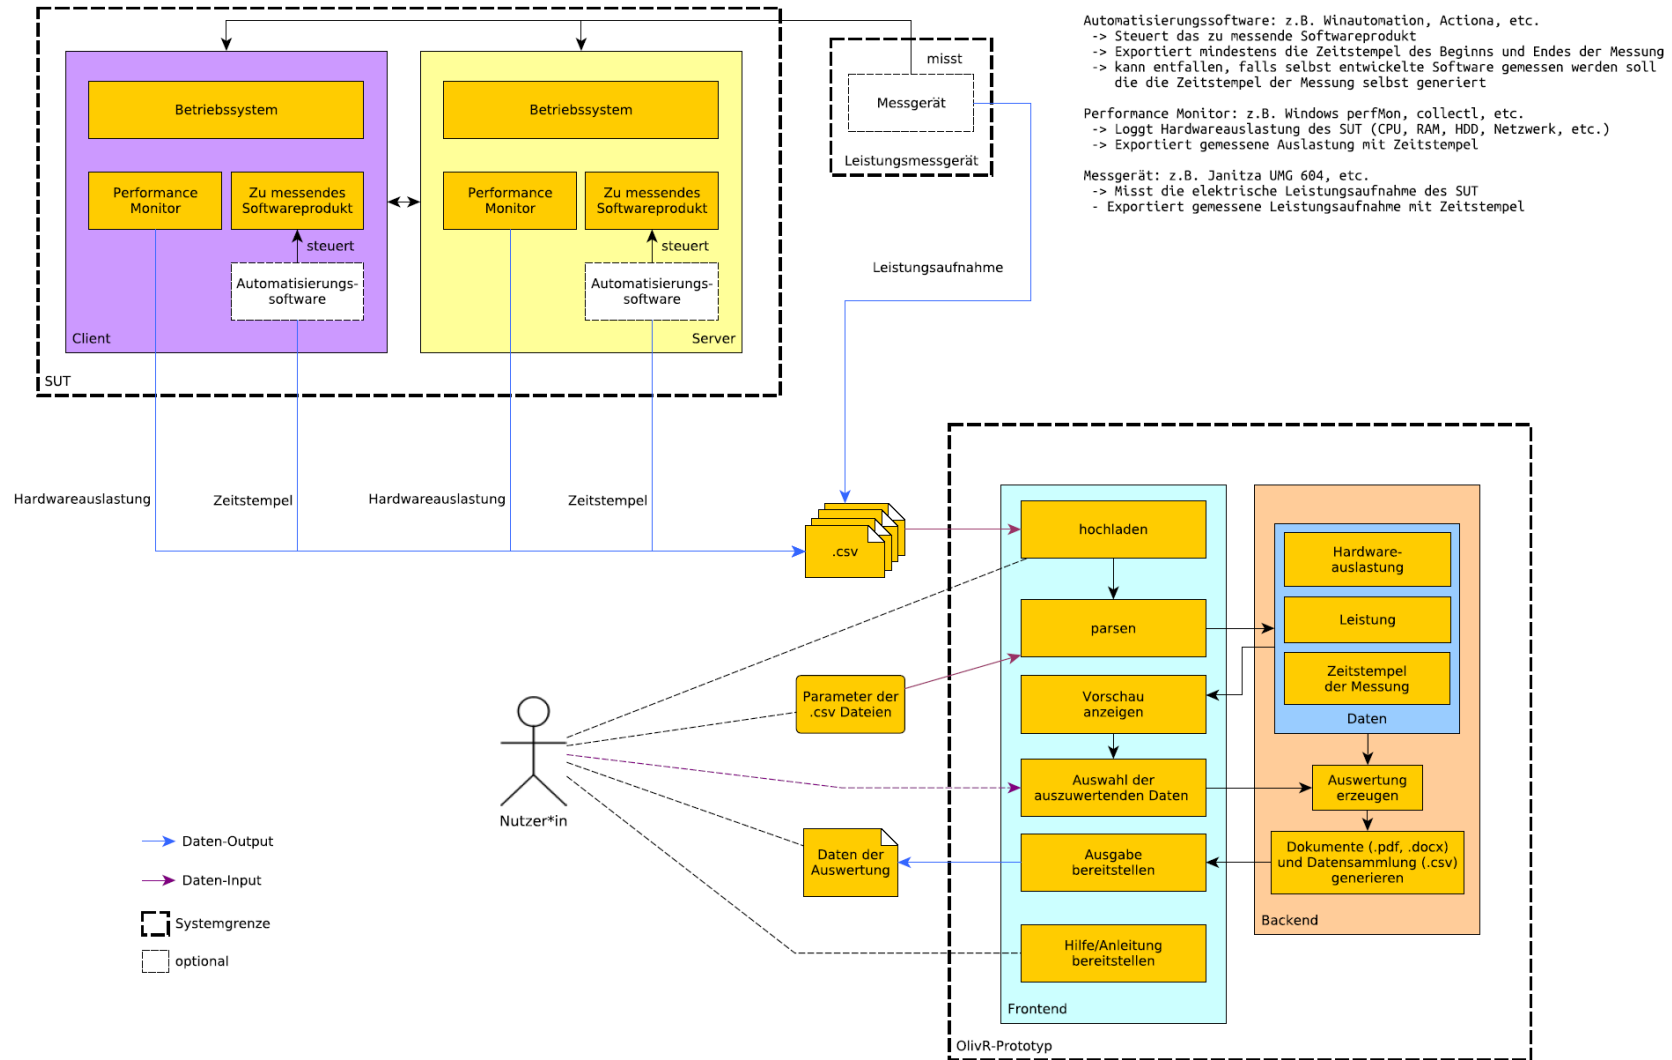 Automatisierungssoftware: z.B. Winautomation, Actiona, etc.
-> Steuert das zu messende Softwareprodukt
-> Exportiert mindestens die Zeitstempel des Beginns und Endes der Messung
-> kann entfallen, falls selbst entwickelte Software gemessen werden soll
die die Zeitstempel der Messung selbst generiert
Performance Monitor: z.B. Windows perfMon, collectl, etc.
-> Loggt Hardwareauslastung des SUT (CPU, RAM, HDD, Netzwerk, etc.)
-> Exportiert gemessene Auslastung mit Zeitstempel
Messgerät: z.B. Janitza UMG 604, etc.
-> Misst die elektrische Leistungsaufnahme des SUT
- Exportiert gemessene Leistungsaufnahme mit Zeitstempel
Betriebssystem
Performance
Monitor
Zu messendes
Softwareprodukt
steuert
Automatisierungs-
software
Client
Betriebssystem
Performance
Monitor
Zu messendes
Softwareprodukt
steuert
Automatisierungs-
software
Server
SUT
misst
Messgerät
Leistungsmessgerät
Leistungsaufnahme
Hardwareauslastung
Zeitstempel
Hardwareauslastung
Zeitstempel
.csv
hochladen
parsen
Vorschau
anzeigen
Auswahl der
auszuwertenden Daten
Ausgabe
bereitstellen
Hilfe/Anleitung
bereitstellen
Frontend
Hardware-
auslastung
Leistung
Zeitstempel
der Messung
Daten
Auswertung
erzeugen
Dokumente (.pdf, .docx)
und Datensammlung (.csv)
generieren
Backend
OlivR-Prototyp
Parameter der
.csv Dateien
Nutzer*in
Daten der
Auswertung
Daten-Output
Daten-Input
Systemgrenze
optional